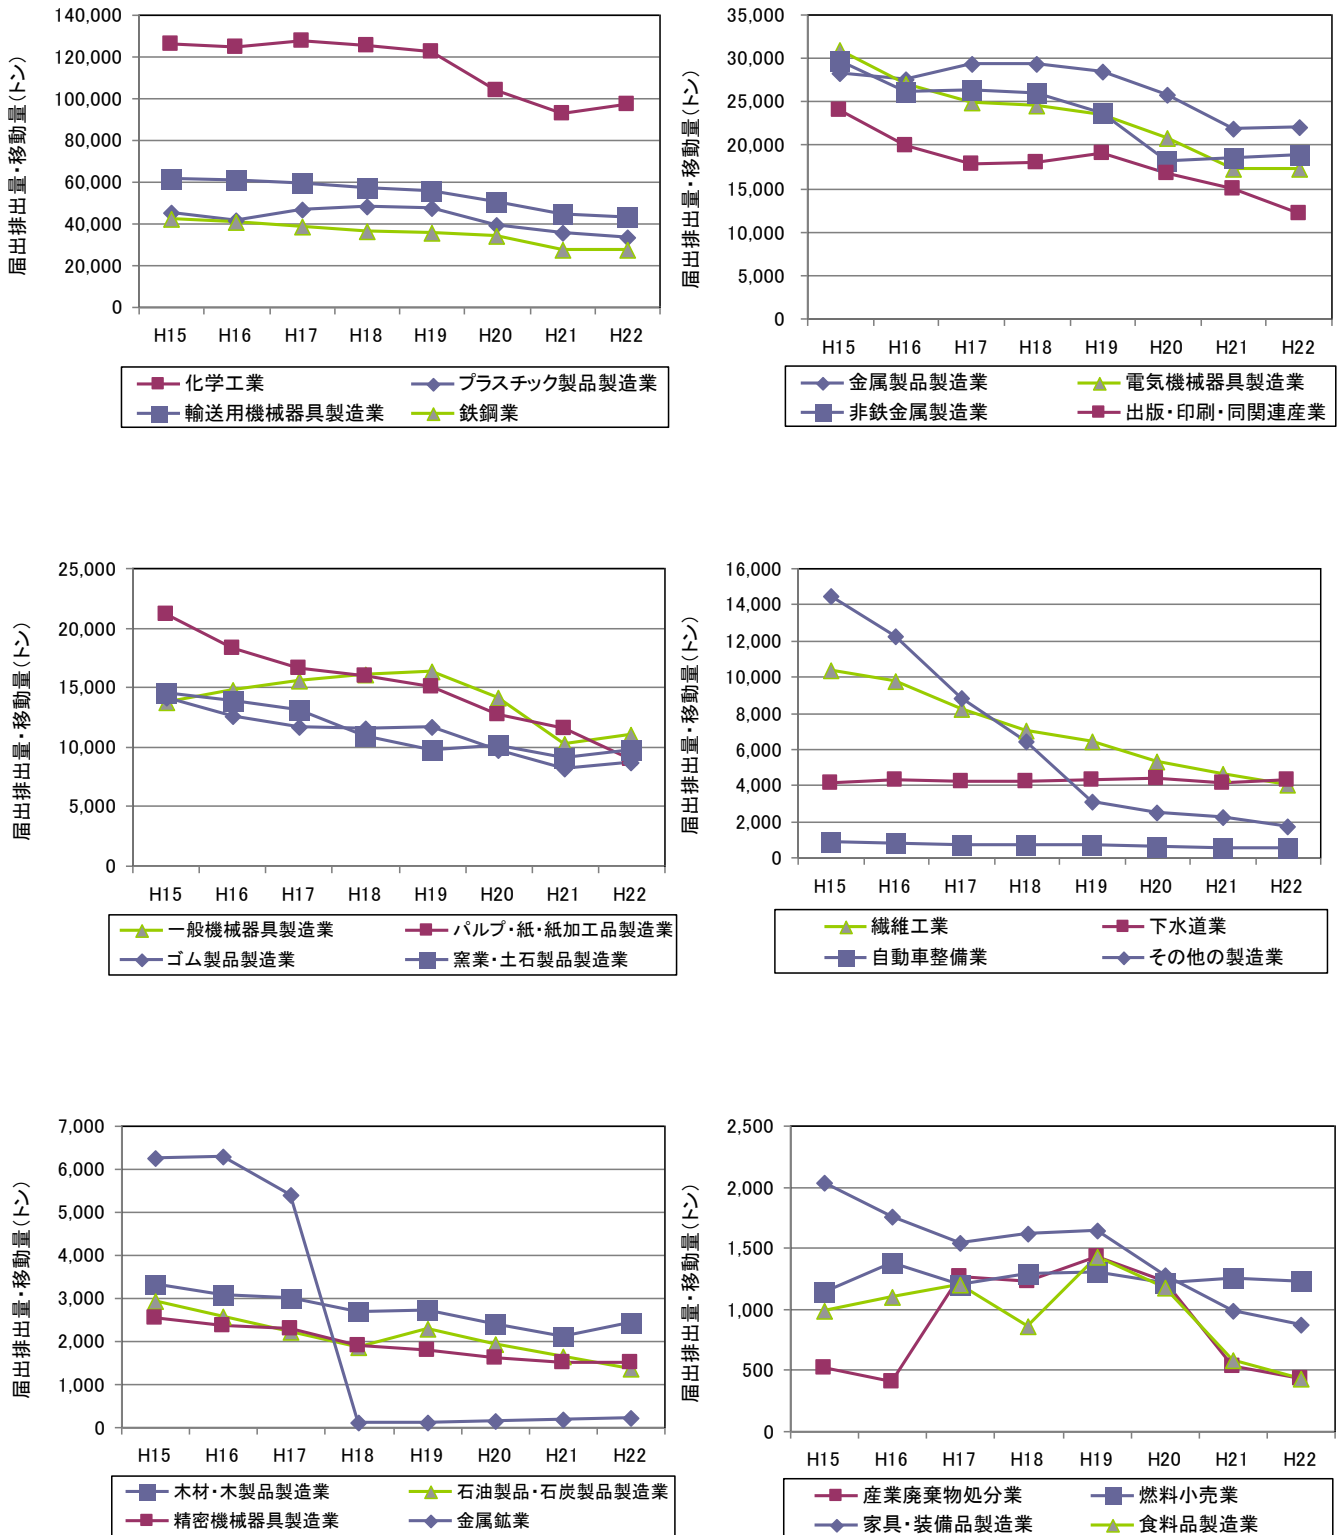 届出排出量・移動量(トン)
140,000
120,000
100,000
80,000
60,000
40,000
20,000
0
H15 H16 H17 H18 H19 H20 H21 H22
化学工業 プラスチック製品製造業
輸送用機械器具製造業 鉄鋼業
届出排出量・移動量(トン)
35,000
30,000
25,000
20,000
15,000
10,000
5,000
0
H15 H16 H17 H18 H19 H20 H21 H22
金属製品製造業 電気機械器具製造業
非鉄金属製造業 出版・印刷・同関連産業
届出排出量・移動量(トン)
25,000
20,000
15,000
10,000
5,000
0
H15 H16 H17 H18 H19 H20 H21 H22
一般機械器具製造業 パルプ・紙・紙加工品製造業
ゴム製品製造業 窯業・土石製品製造業
届出排出量・移動量(トン)
16,000
14,000
12,000
10,000
8,000
6,000
4,000
2,000
0
H15 H16 H17 H18 H19 H20 H21 H22
繊維工業 下水道業
自動車整備業 その他の製造業
届出排出量・移動量(トン)
7,000
6,000
5,000
4,000
3,000
2,000
1,000
0
H15 H16 H17 H18 H19 H20 H21 H22
木材・木製品製造業 石油製品・石炭製品製造業
精密機械器具製造業 金属鉱業
届出排出量・移動量(トン)
2,500
2,000
1,500
1,000
500
0
H15 H16 H17 H18 H19 H20 H21 H22
産業廃棄物処分業 燃料小売業
家具・装備品製造業 食料品製造業